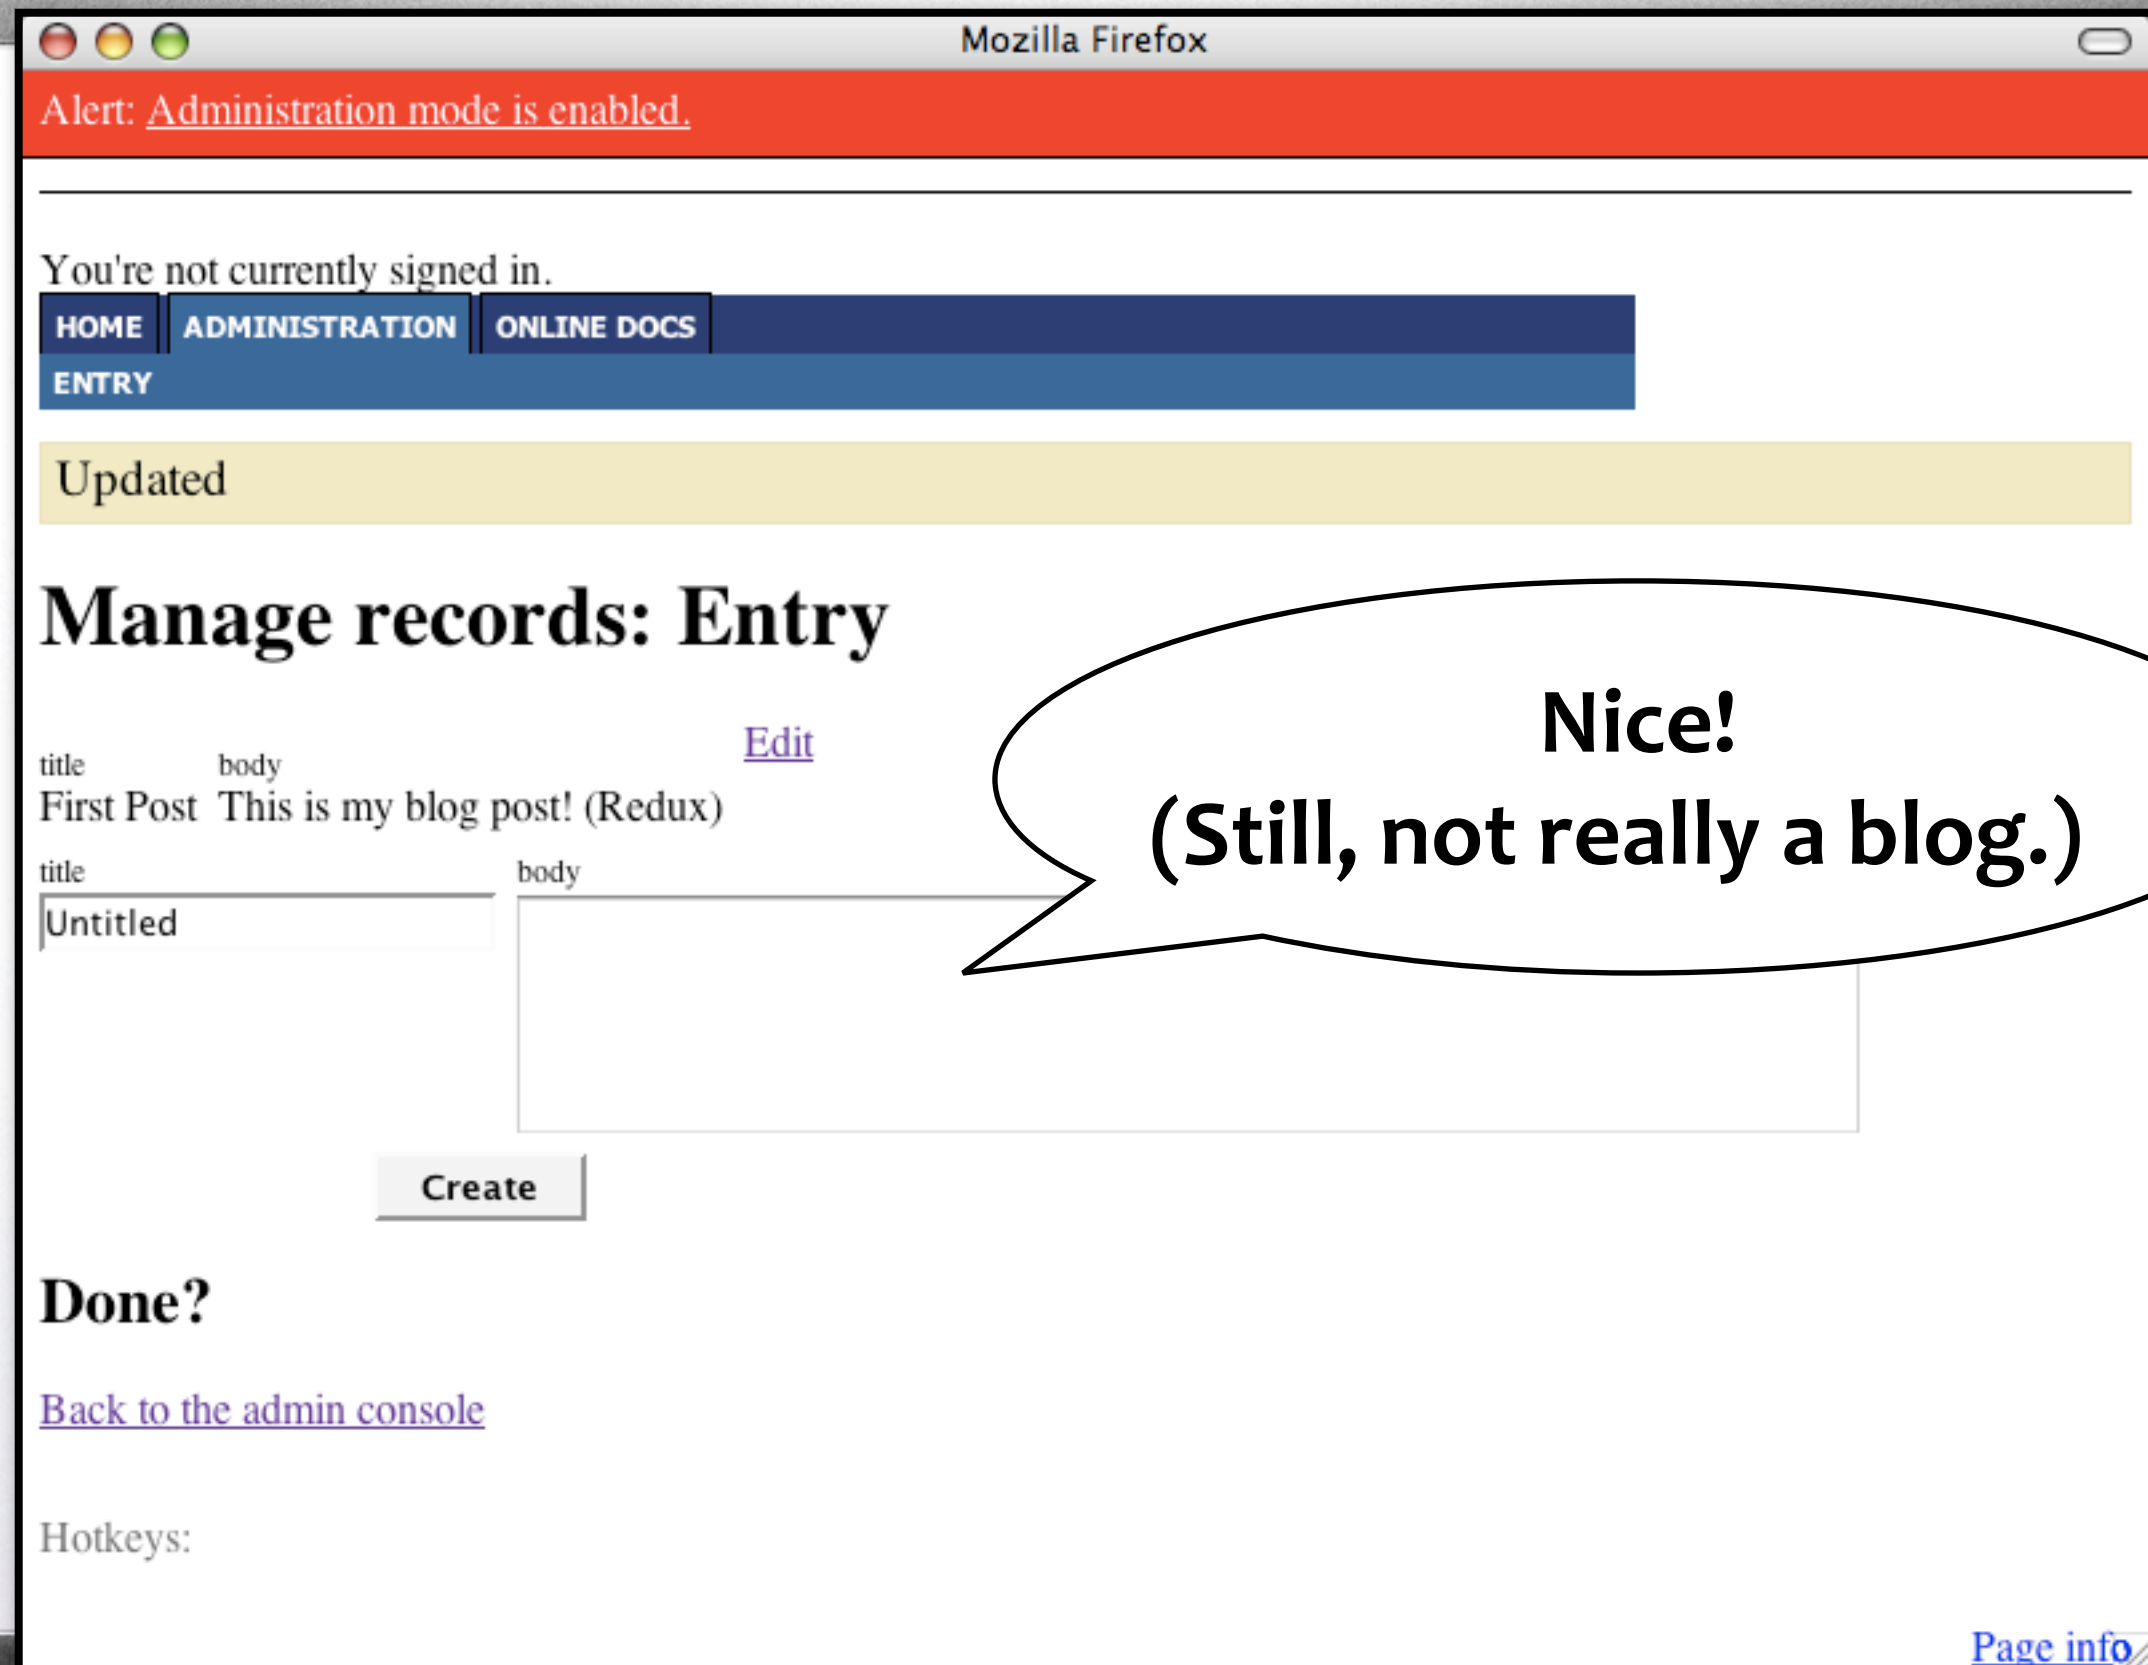 Mozilla Firefox
Alert: Administration mode is enabled.
You're not currently signed in.
HOME ADMINISTRATION ONLINE DOCS
ENTRY
Updated
Manage records: Entry
Edit
title body
First Post This is my blog post! (Redux)
title body
Untitled
Nice!
(Still, not really a blog.)
Create
Done?
Back to the admin console
Hotkeys:
Page info